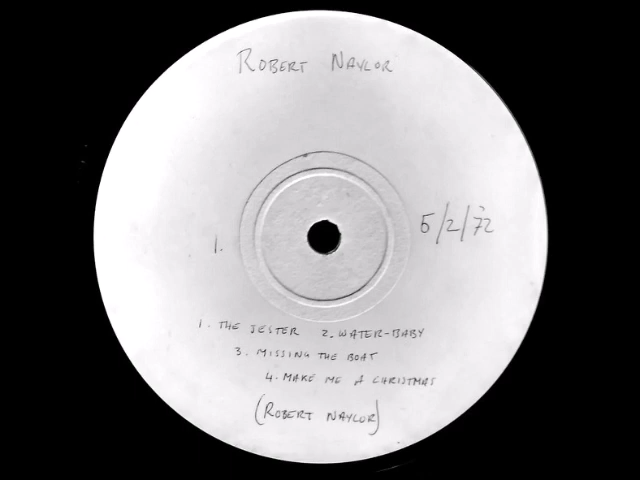 ROBERT NAYLOR
5/2/72
1.
1. THE JESTER 2. WATER-BABY
3. MISSING THE BOAT
4. MAKE ME A CHRISTMAS
(ROBERT NAYLOR)